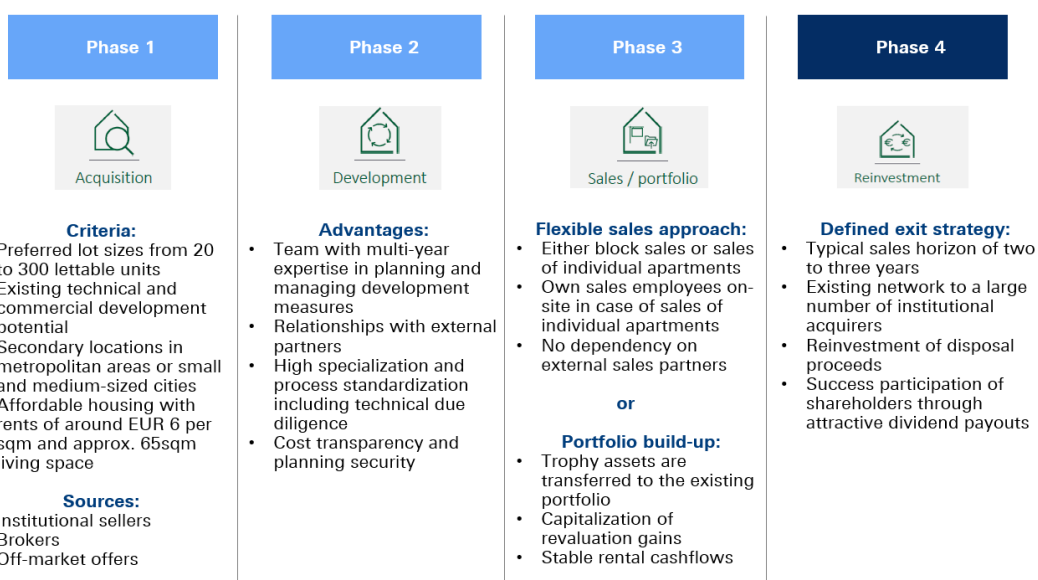 Phase 1
Acquisition
Criteria:
Preferred lot sizes from 20
to 300 lettable units
Existing technical and
commercial development
potential
Secondary locations in
metropolitan areas or small
and medium-sized cities
Affordable housing with
rents of around EUR 6 per
sqm and approx. 65sqm
living space
Sources:
Institutional sellers
Brokers
Off-market offers
Phase 2
Development
Advantages:
• Team with multi-year
expertise in planning and
managing development
measures
• Relationships with external
partners
• High specialization and
process standardization
including technical due
diligence
• Cost transparency and
planning security
Phase 3
Sales / portfolio
Flexible sales approach:
• Either block sales or sales
of individual apartments
• Own sales employees on-
site in case of sales of
individual apartments
• No dependency on
external sales partners
or
Portfolio build-up:
• Trophy assets are
transferred to the existing
portfolio
• Capitalization of
revaluation gains
• Stable rental cashflows
Phase 4
€ €
Reinvestment
Defined exit strategy:
• Typical sales horizon of two
to three years
• Existing network to a large
number of institutional
acquirers
• Reinvestment of disposal
proceeds
• Success participation of
shareholders through
attractive dividend payouts